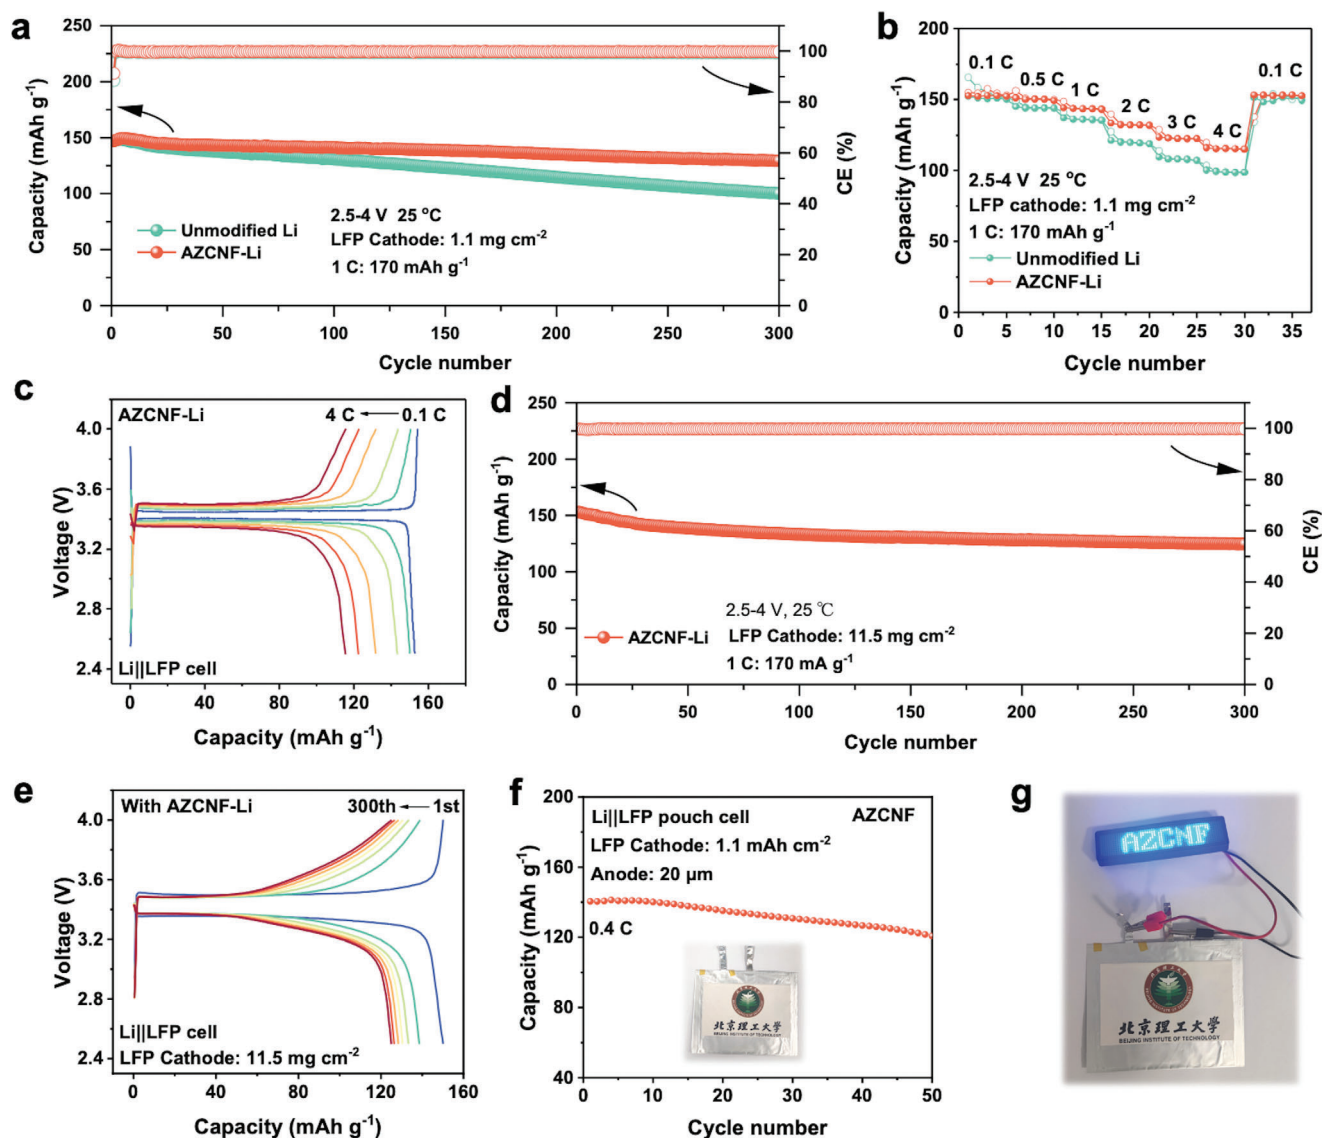 a
250
200
150
100
50
0
Capacity (mAh g⁻¹)
100
80
60
40
20
0
CE (%)
Unmodified Li
AZCNF-Li
2.5-4 V 25 °C
LFP Cathode: 1.1 mg cm⁻²
1 C: 170 mAh g⁻¹
0 50 100 150 200 250 300
Cycle number
b
200
150
100
50
0
Capacity (mAh g⁻¹)
0.1 C
0.5 C
1 C
2 C
3 C
4 C
0.1 C
2.5-4 V 25 °C
LFP cathode: 1.1 mg cm⁻²
1 C: 170 mAh g⁻¹
Unmodified Li
AZCNF-Li
0 5 10 15 20 25 30 35
Cycle number
c
AZCNF-Li
4 C 0.1 C
4.0
3.6
3.2
2.8
2.4
Voltage (V)
Li||LFP cell
0 40 80 120 160
Capacity (mAh g⁻¹)
d
250
200
150
100
50
0
Capacity (mAh g⁻¹)
100
80
60
40
20
0
CE (%)
AZCNF-Li
2.5-4 V, 25 ℃
LFP Cathode: 11.5 mg cm⁻²
1 C: 170 mA g⁻¹
0 50 100 150 200 250 300
Cycle number
e
With AZCNF-Li
300th 1st
4.0
3.6
3.2
2.8
2.4
Voltage (V)
Li||LFP cell
LFP Cathode: 11.5 mg cm⁻²
0 40 80 120 160
Capacity (mAh g⁻¹)
f
200
180
160
140
120
100
80
60
40
Capacity (mAh g⁻¹)
Li||LFP pouch cell
AZCNF
LFP Cathode: 1.1 mAh cm⁻²
Anode: 20 μm
0.4 C
北京理工大学
BEIJING INSTITUTE OF TECHNOLOGY
0 10 20 30 40 50
Cycle number
g
AZCNF
北京理工大学
BEIJING INSTITUTE OF TECHNOLOGY